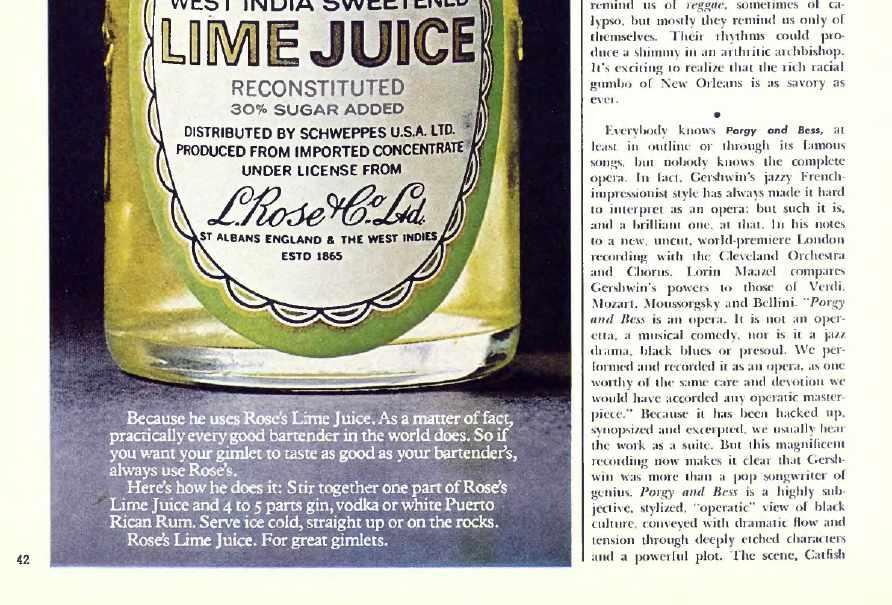 WEST INDIA SWEETENED
LIME JUICE
RECONSTITUTED
30% SUGAR ADDED
DISTRIBUTED BY SCHWEPPES U.S.A. LTD.
PRODUCED FROM IMPORTED CONCENTRATE
UNDER LICENSE FROM
L. Rose & Co. Ltd.
ST ALBANS ENGLAND & THE WEST INDIES
ESTD 1865
Because he uses Rose's Lime Juice. As a matter of fact,
practically every good bartender in the world does. So if
you want your gimlet to taste as good as your bartender's,
always use Rose's.
Here's how he does it: Stir together one part of Rose's
Lime Juice and 4 to 5 parts gin, vodka or white Puerto
Rican Rum. Serve ice cold, straight up or on the rocks.
Rose's Lime Juice. For great gimlets.
42
remind us of reggae, sometimes of ca-
lypso, but mostly they remind us only of
themselves. Their rhythms could pro-
duce a shimmy in an arthritic archbishop.
It's exciting to realize that the rich racial
gumbo of New Orleans is as savory as
ever.
•
Everybody knows Porgy and Bess, at
least in outline or through its famous
songs, but nobody knows the complete
opera. In fact, Gershwin's jazzy French-
impressionist style has always made it hard
to interpret as an opera; but such it is,
and a brilliant one, at that. In his notes
to a new, uncut, world-premiere London
recording with the Cleveland Orchestra
and Chorus, Lorin Maazel compares
Gershwin's powers to those of Verdi,
Mozart, Moussorgsky and Bellini. "Porgy
and Bess is an opera. It is not an oper-
etta, a musical comedy, nor is it a jazz
drama, black blues or presoul. We per-
formed and recorded it as an opera, as one
worthy of the same care and devotion we
would have accorded any operatic master-
piece." Because it has been hacked up,
synopsized and excerpted, we usually hear
the work as a suite. But this magnificent
recording now makes it clear that Gersh-
win was more than a pop songwriter of
genius. Porgy and Bess is a highly sub-
jective, stylized, "operatic" view of black
culture, conveyed with dramatic flow and
tension through deeply etched characters
and a powerful plot. The scene, Catfish